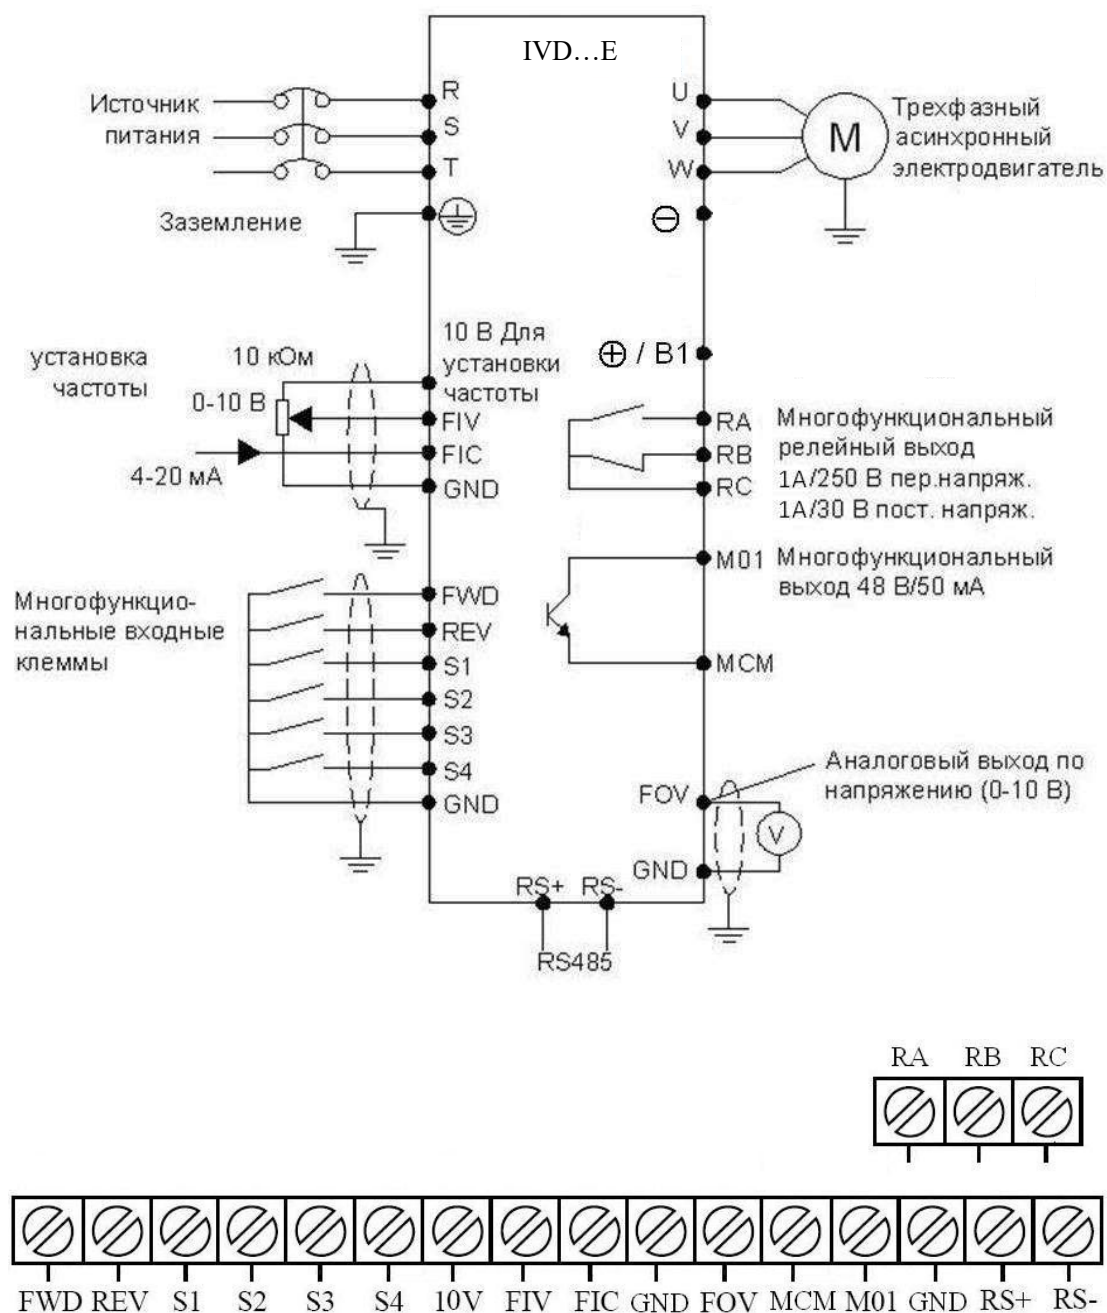 IVD...E
Источник
питания
R
S
T
Заземление
U
V
W
M
Трехфазный
асинхронный
электродвигатель
установка
частоты
10 кОм
0-10 В
4-20 мА
10 В Для
установки
частоты
FIV
FIC
GND
/ B1
RA
RB
RC
Многофункциональный
релейный выход
1А/250 В пер.напряж.
1А/30 В пост. напряж.
M01
Многофункциональный
выход 48 В/50 мА
MCM
Многофункцио-
нальные входные
клеммы
FWD
REV
S1
S2
S3
S4
GND
FOV
GND
V
Аналоговый выход по
напряжению (0-10 В)
RS+ RS-
RS485
RA RB RC
FWD REV S1 S2 S3 S4 10V FIV FIC GND FOV MCM M01 GND RS+ RS-